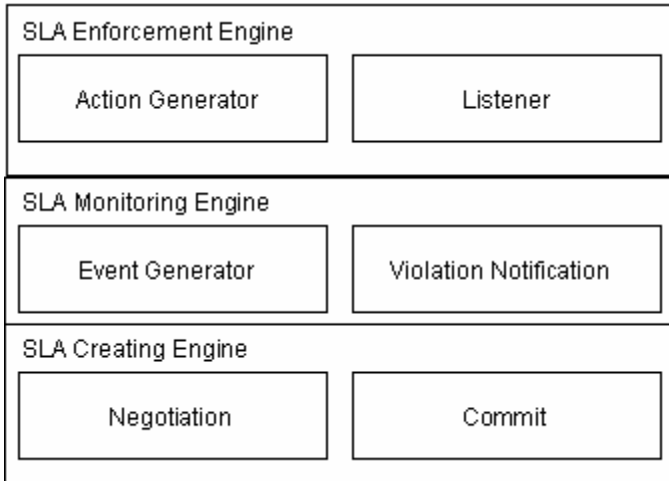 SLA Enforcement Engine
Action Generator
Listener
SLA Monitoring Engine
Event Generator
Violation Notification
SLA Creating Engine
Negotiation
Commit